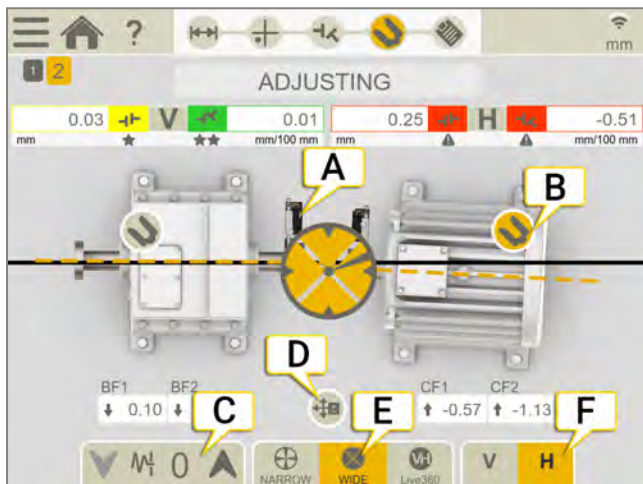 ?
mm
1 2
ADJUSTING
0.03 V 0.01 0.25 H -0.51
mm mm/100 mm mm mm/100 mm
A
B
D
BF1 BF2 CF1 CF2
0.10 -0.57 -1.13
C E F
0 VH V H
NARROW WIDE Live360